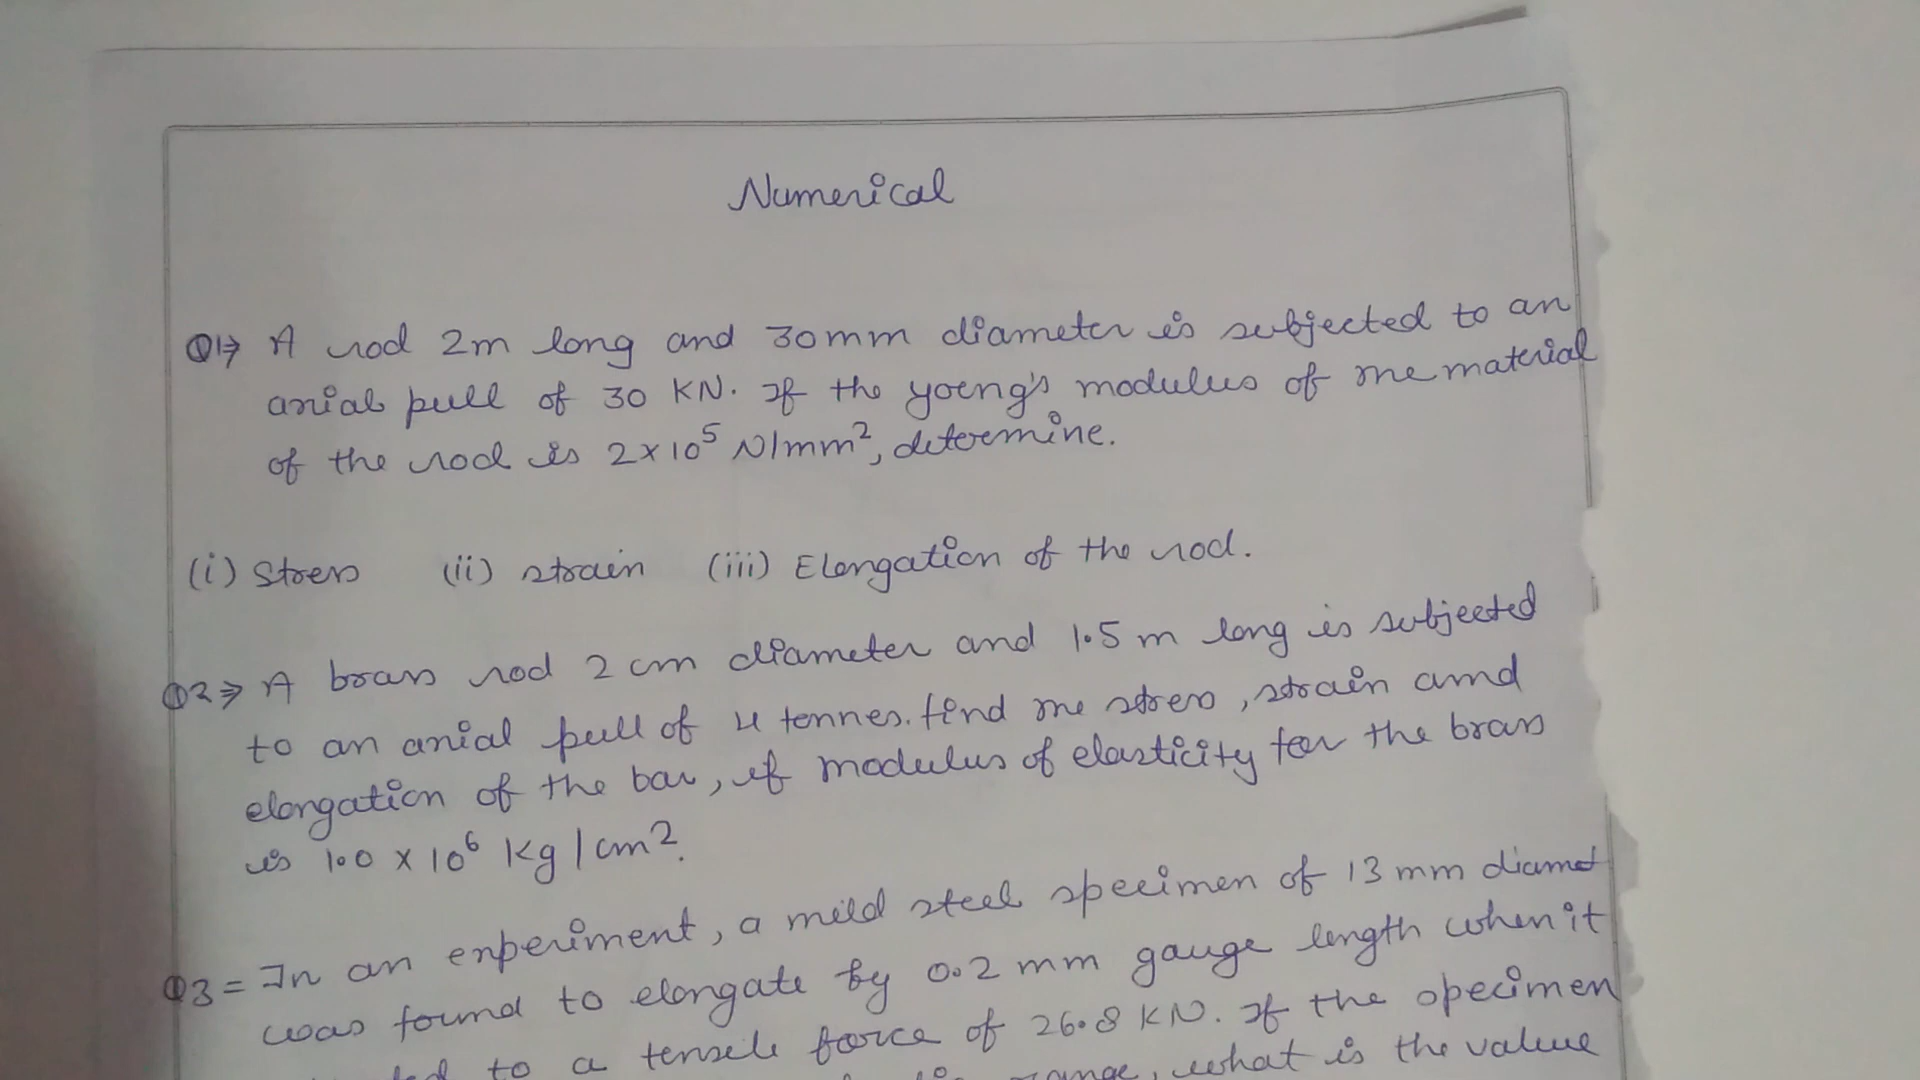 Numerical
Q1⇒ A rod 2m long and 30mm diameter is subjected to an
axial pull of 30 KN. If the young's modulus of the material
of the rod is 2×10⁵ N/mm², determine.
(i) Stress (ii) strain (iii) Elongation of the rod.
Q2⇒ A brass rod 2 cm diameter and 1.5 m long is subjected
to an axial pull of 4 tonnes. find the stress, strain and
elongation of the bar, if modulus of elasticity for the brass
is 1.0 × 10⁶ kg/cm².
Q3= In an experiment, a mild steel specimen of 13 mm diamet
was found to elongate by 0.2 mm gauge length when it
to a tensile force of 26.8 KN. If the specimen
what is the value